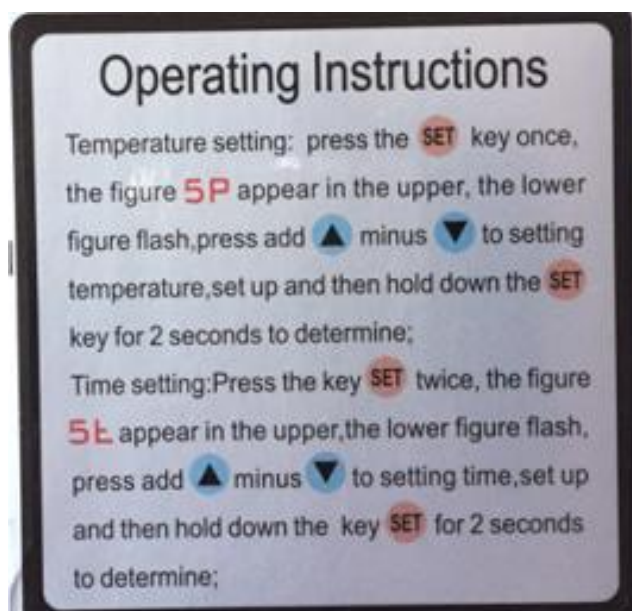 Operating Instructions
Temperature setting: press the SET key once,
the figure SP appear in the upper, the lower
figure flash,press add ▲ minus ▼ to setting
temperature,set up and then hold down the SET
key for 2 seconds to determine;
Time setting:Press the key SET twice, the figure
St appear in the upper,the lower figure flash,
press add ▲ minus ▼ to setting time,set up
and then hold down the key SET for 2 seconds
to determine;